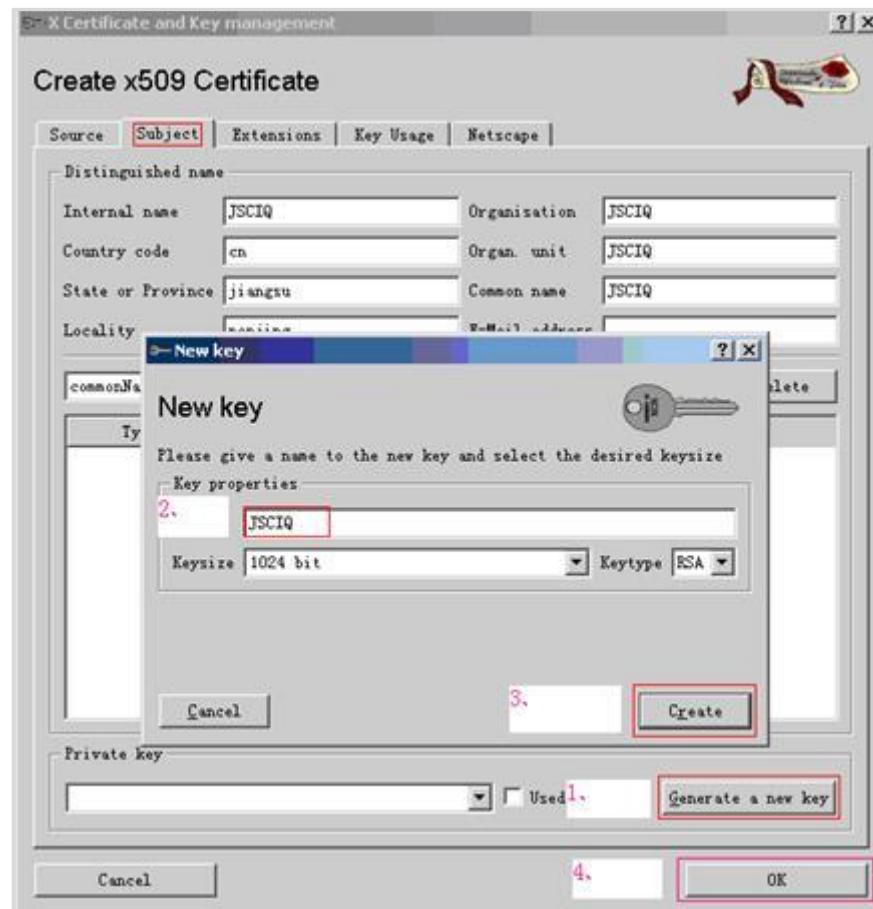 X Certificate and Key management
Create x509 Certificate
Source Subject Extensions Key Usage Netscape
Distinguished name
Internal name JSCIQ Organisation JSCIQ
Country code cn Organ. unit JSCIQ
State or Province jiangsu Common name JSCIQ
Locality
New key
commonNa lete
New key
Ty
Please give a name to the new key and select the desired keysize
Key properties
2、
JSCIQ
Keysize 1024 bit Keytype RSA
3、
Cancel Create
Private key
Used 1、 Generate a new key
Cancel 4、 OK